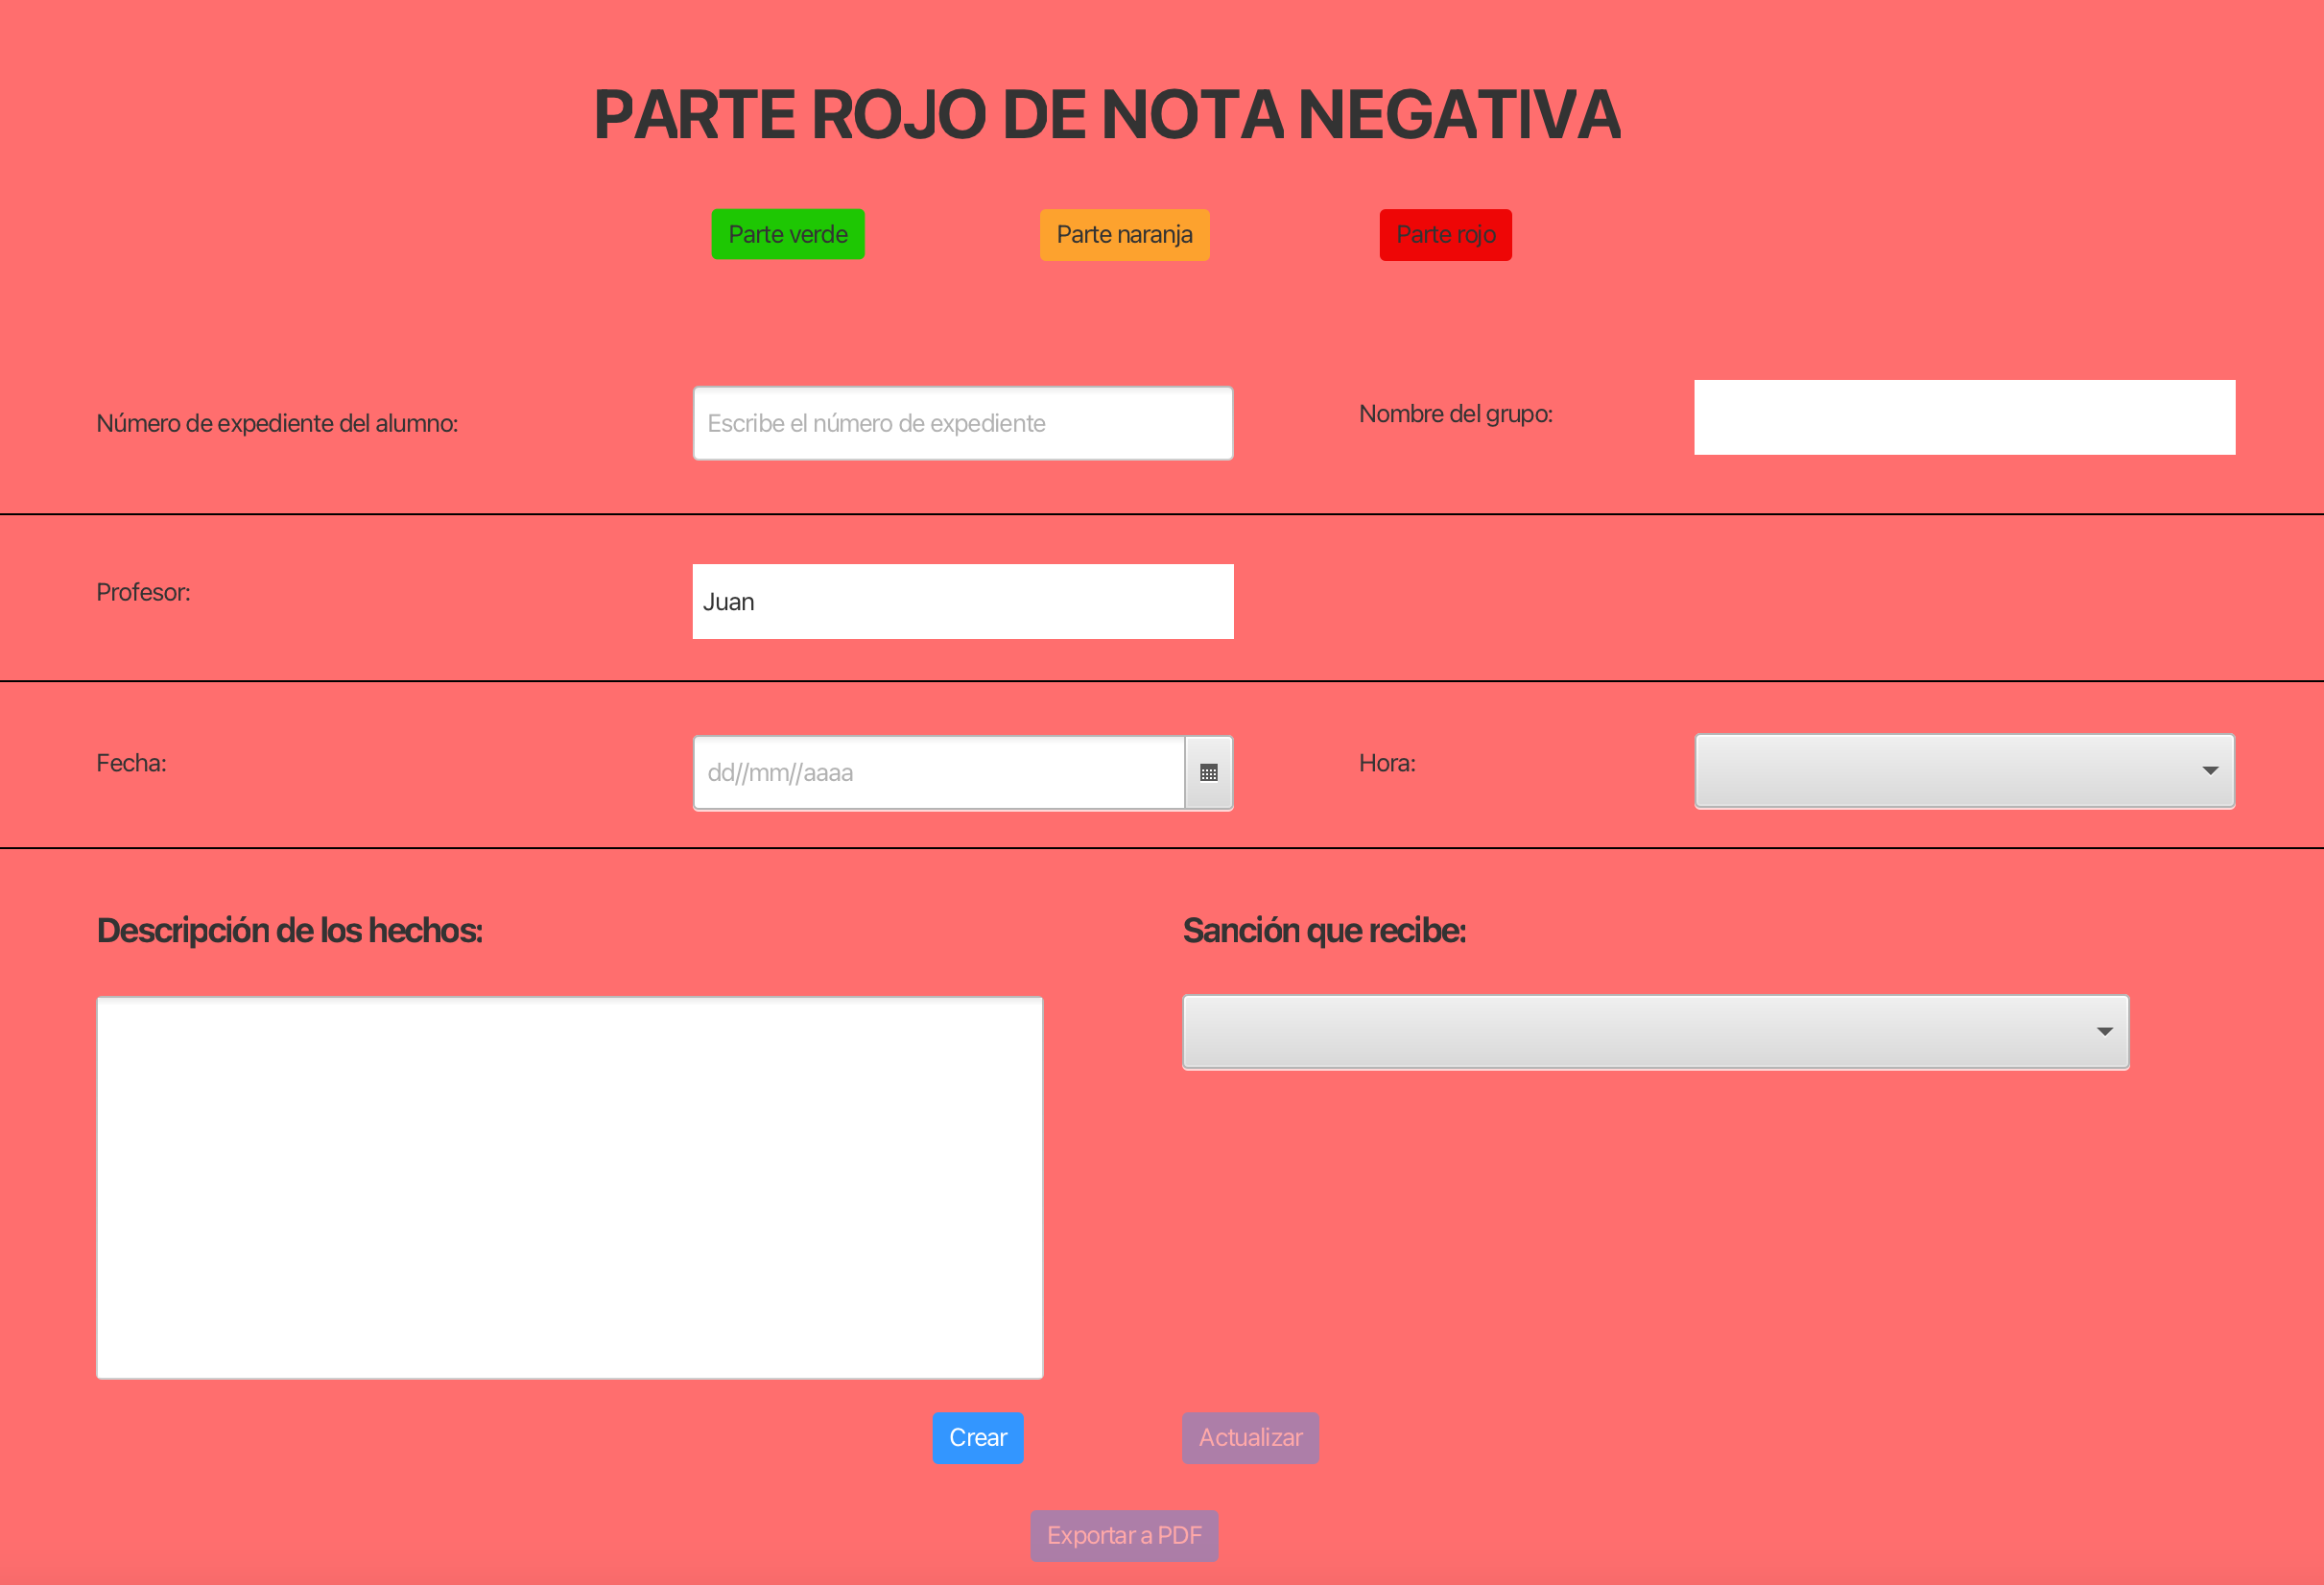 PARTE ROJO DE NOTA NEGATIVA
Parte verde Parte naranja Parte rojo
Número de expediente del alumno: Escribe el número de expediente Nombre del grupo:
Profesor: Juan
Fecha: dd//mm//aaaa Hora:
Descripción de los hechos: Sanción que recibe:
Crear Actualizar
Exportar a PDF